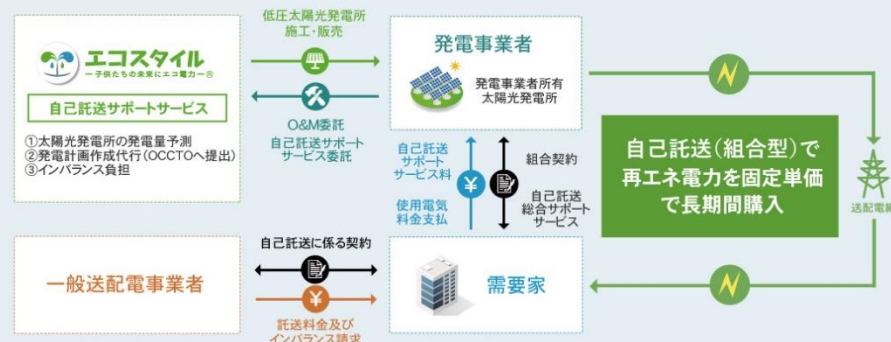 エコスタイル
ー子供たちの未来にエコ電力ー®
自己託送サポートサービス
①太陽光発電所の発電量予測
②発電計画作成代行(OCCTOへ提出)
③インバランス負担
低圧太陽光発電所
施工・販売
O&M委託
自己託送サポート
サービス委託
発電事業者
発電事業者所有
太陽光発電所
自己託送
サポート
サービス料
使用電気
料金支払
組合契約
自己託送
総合サポート
サービス
自己託送(組合型)で
再エネ電力を固定単価
で長期間購入
送配電網
一般送配電事業者
自己託送に係る契約
託送料金及び
インバランス請求
需要家